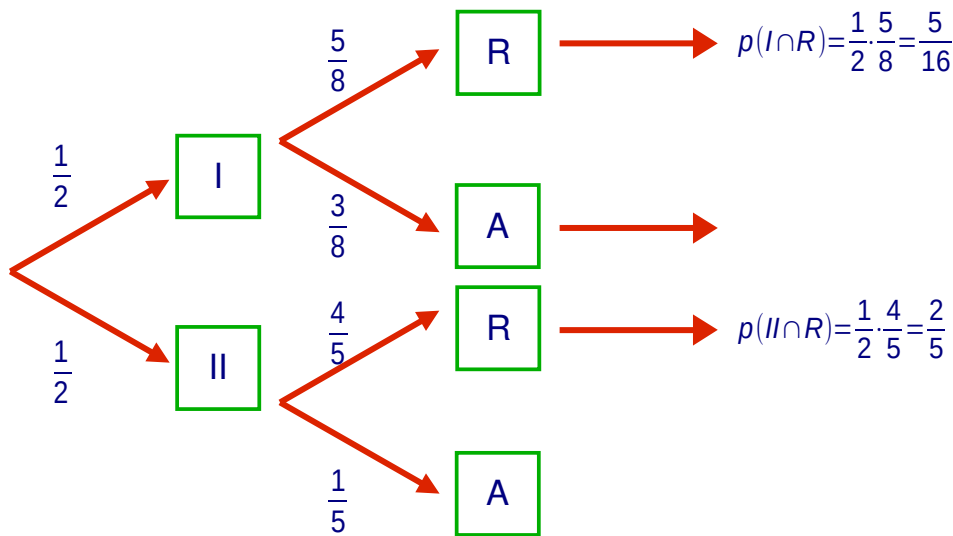 5/8
R
p(I∩R)=1/2·5/8=5/16
1/2
I
3/8
A
1/2
II
4/5
R
p(II∩R)=1/2·4/5=2/5
1/5
A